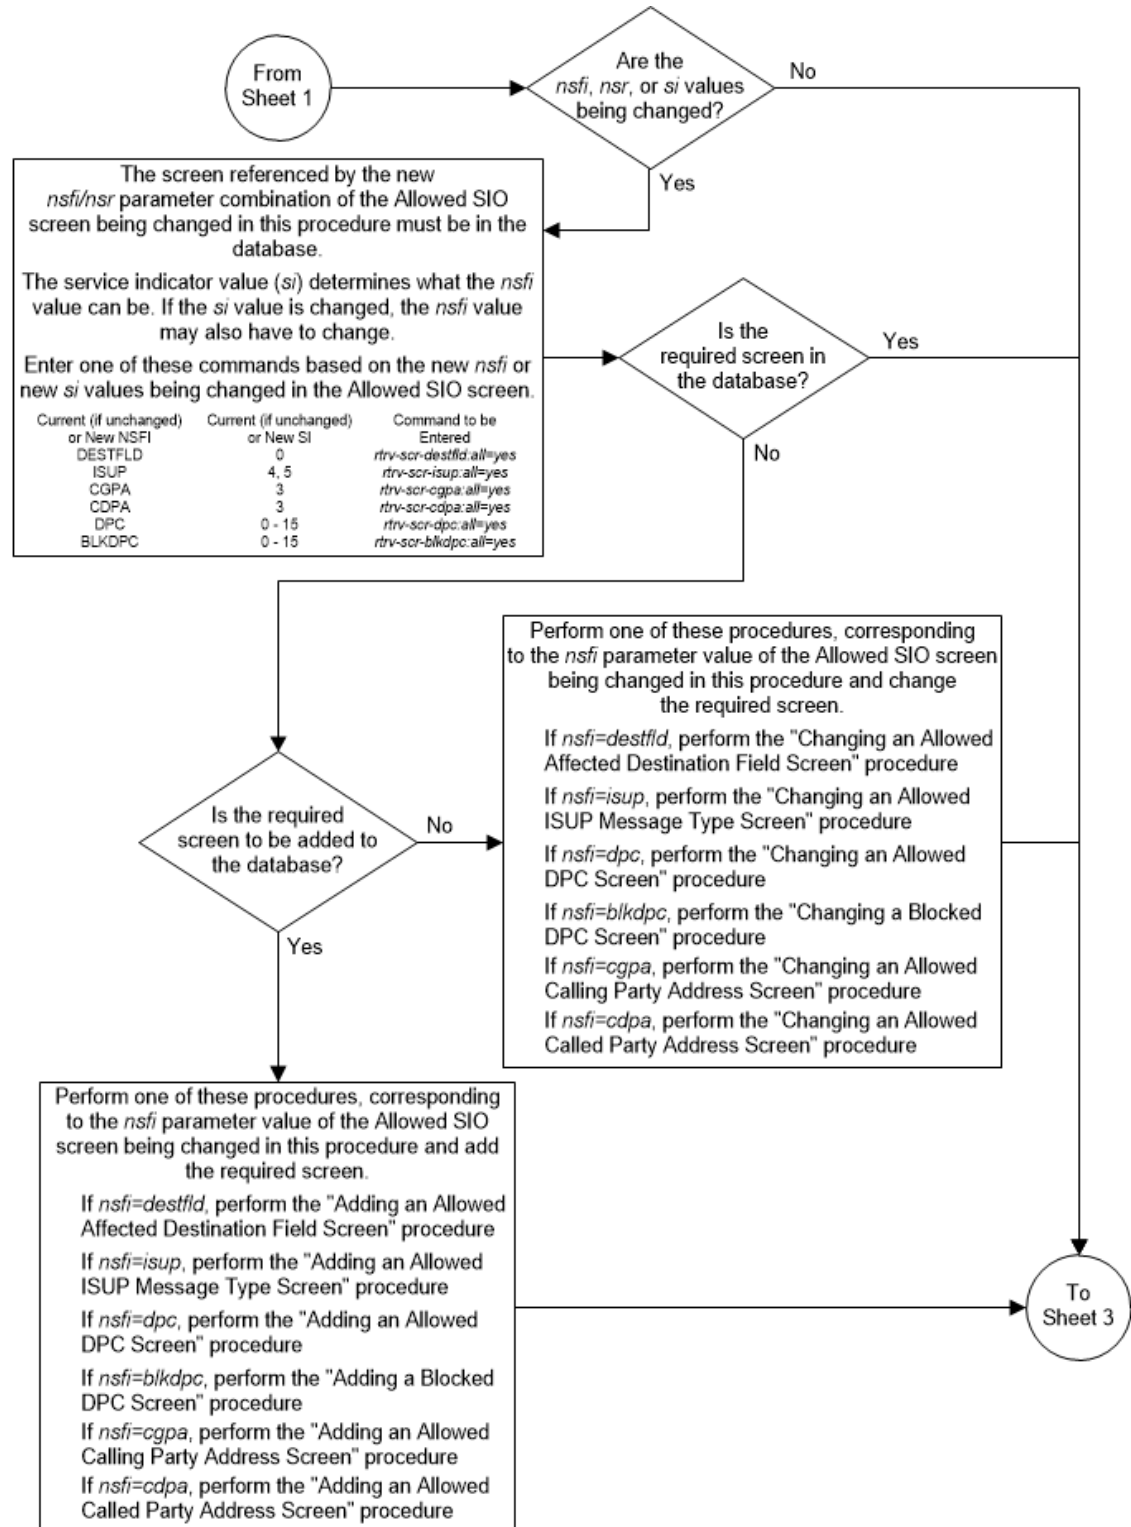 From
Sheet 1
Are the
nsfi, nsr, or si values
being changed?
No
Yes
The screen referenced by the new
nsfi/nsr parameter combination of the Allowed SIO
screen being changed in this procedure must be in the
database.
The service indicator value (si) determines what the nsfi
value can be. If the si value is changed, the nsfi value
may also have to change.
Enter one of these commands based on the new nsfi or
new si values being changed in the Allowed SIO screen.
Current (if unchanged) Current (if unchanged) Command to be
or New NSFI or New SI Entered
DESTFLD 0 rtrv-scr-destfld:all=yes
ISUP 4, 5 rtrv-scr-isup:all=yes
CGPA 3 rtrv-scr-cgpa:all=yes
CDPA 3 rtrv-scr-cdpa:all=yes
DPC 0 - 15 rtrv-scr-dpc:all=yes
BLKDPC 0 - 15 rtrv-scr-blkdpc:all=yes
Is the
required screen in
the database?
Yes
No
Is the required
screen to be added to
the database?
No
Yes
Perform one of these procedures, corresponding
to the nsfi parameter value of the Allowed SIO screen
being changed in this procedure and change
the required screen.
If nsfi=destfld, perform the "Changing an Allowed
Affected Destination Field Screen" procedure
If nsfi=isup, perform the "Changing an Allowed
ISUP Message Type Screen" procedure
If nsfi=dpc, perform the "Changing an Allowed
DPC Screen" procedure
If nsfi=blkdpc, perform the "Changing a Blocked
DPC Screen" procedure
If nsfi=cgpa, perform the "Changing an Allowed
Calling Party Address Screen" procedure
If nsfi=cdpa, perform the "Changing an Allowed
Called Party Address Screen" procedure
Perform one of these procedures, corresponding
to the nsfi parameter value of the Allowed SIO
screen being changed in this procedure and add
the required screen.
If nsfi=destfld, perform the "Adding an Allowed
Affected Destination Field Screen" procedure
If nsfi=isup, perform the "Adding an Allowed
ISUP Message Type Screen" procedure
If nsfi=dpc, perform the "Adding an Allowed
DPC Screen" procedure
If nsfi=blkdpc, perform the "Adding a Blocked
DPC Screen" procedure
If nsfi=cgpa, perform the "Adding an Allowed
Calling Party Address Screen" procedure
If nsfi=cdpa, perform the "Adding an Allowed
Called Party Address Screen" procedure
To
Sheet 3